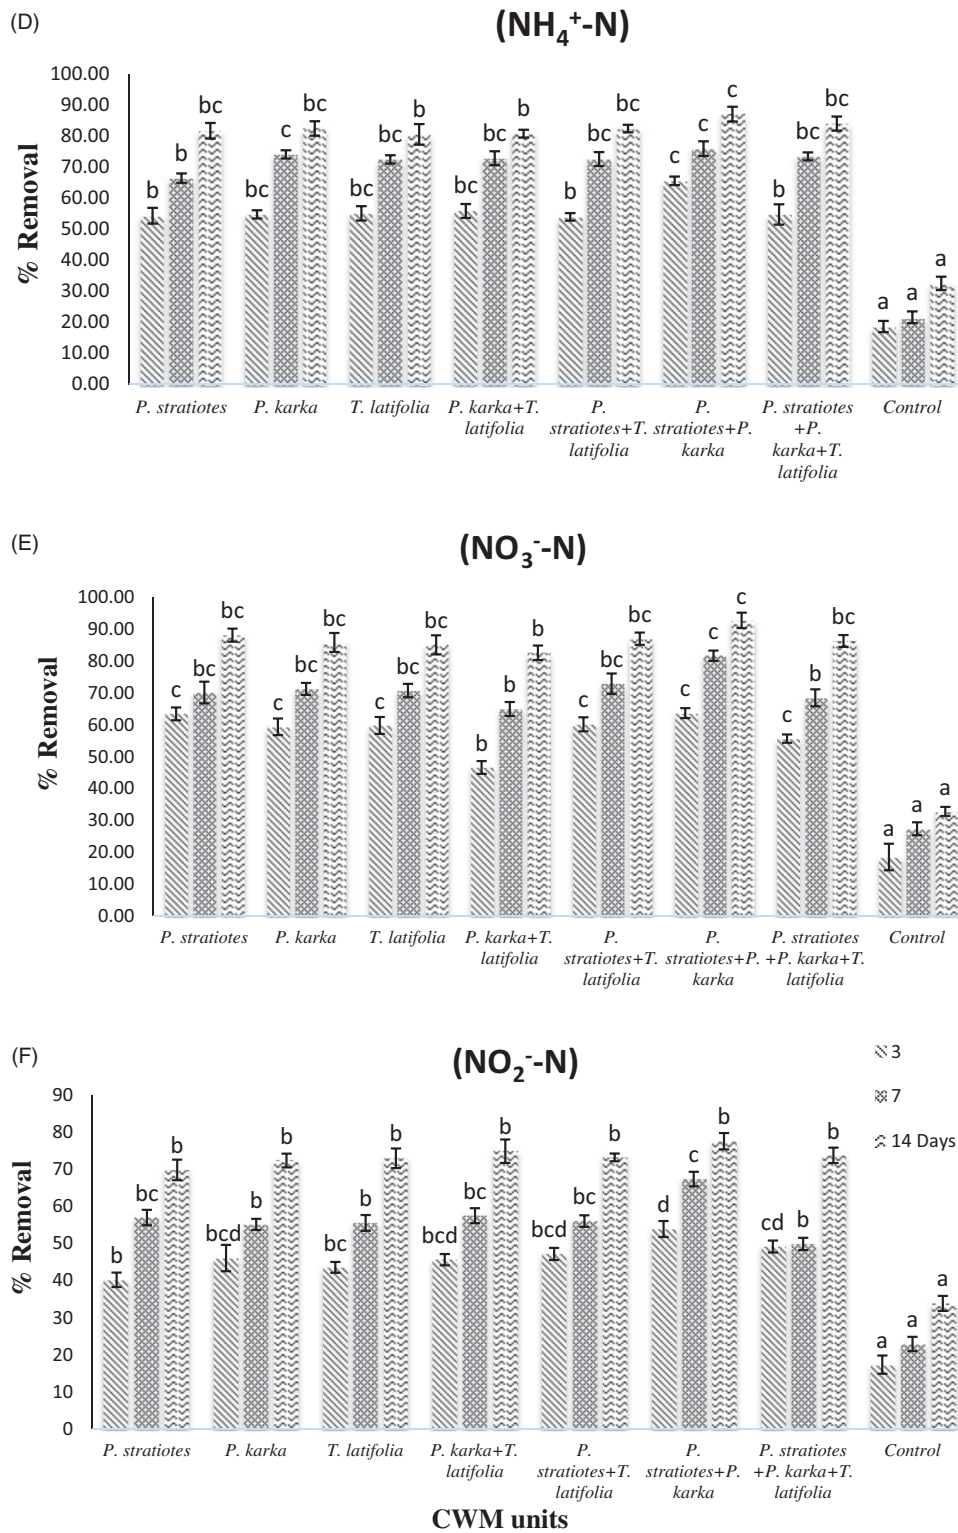 (D)
(NH₄⁺-N)
% Removal
100.00
90.00
80.00
70.00
60.00
50.00
40.00
30.00
20.00
10.00
0.00
b b bc
bc c bc
bc bc b
bc bc b
b bc bc
c c c
b bc bc
a a a
P. stratiotes
P. karka
T. latifolia
P. karka+T.
latifolia
P.
stratiotes+T.
latifolia
P.
stratiotes+P.
karka
P. stratiotes
+P.
karka+T.
latifolia
Control
(E)
(NO₃⁻-N)
% Removal
100.00
90.00
80.00
70.00
60.00
50.00
40.00
30.00
20.00
10.00
0.00
c bc bc
c bc bc
c bc bc
b b b
c bc bc
c c c
c b bc
a a a
P. stratiotes
P. karka
T. latifolia
P. karka+T.
latifolia
P.
stratiotes+T.
latifolia
P.
stratiotes+P.
karka
P. stratiotes
+P. karka+T.
latifolia
Control
(F)
(NO₂⁻-N)
3
7
14 Days
% Removal
90
80
70
60
50
40
30
20
10
0
b bc b
bcd b b
bc b b
bcd bc b
bcd bc b
d c b
cd b b
a a a
P. stratiotes
P. karka
T. latifolia
P. karka+T.
latifolia
P.
stratiotes+T.
latifolia
P.
stratiotes+P.
karka
P. stratiotes
+P. karka+T.
latifolia
Control
CWM units